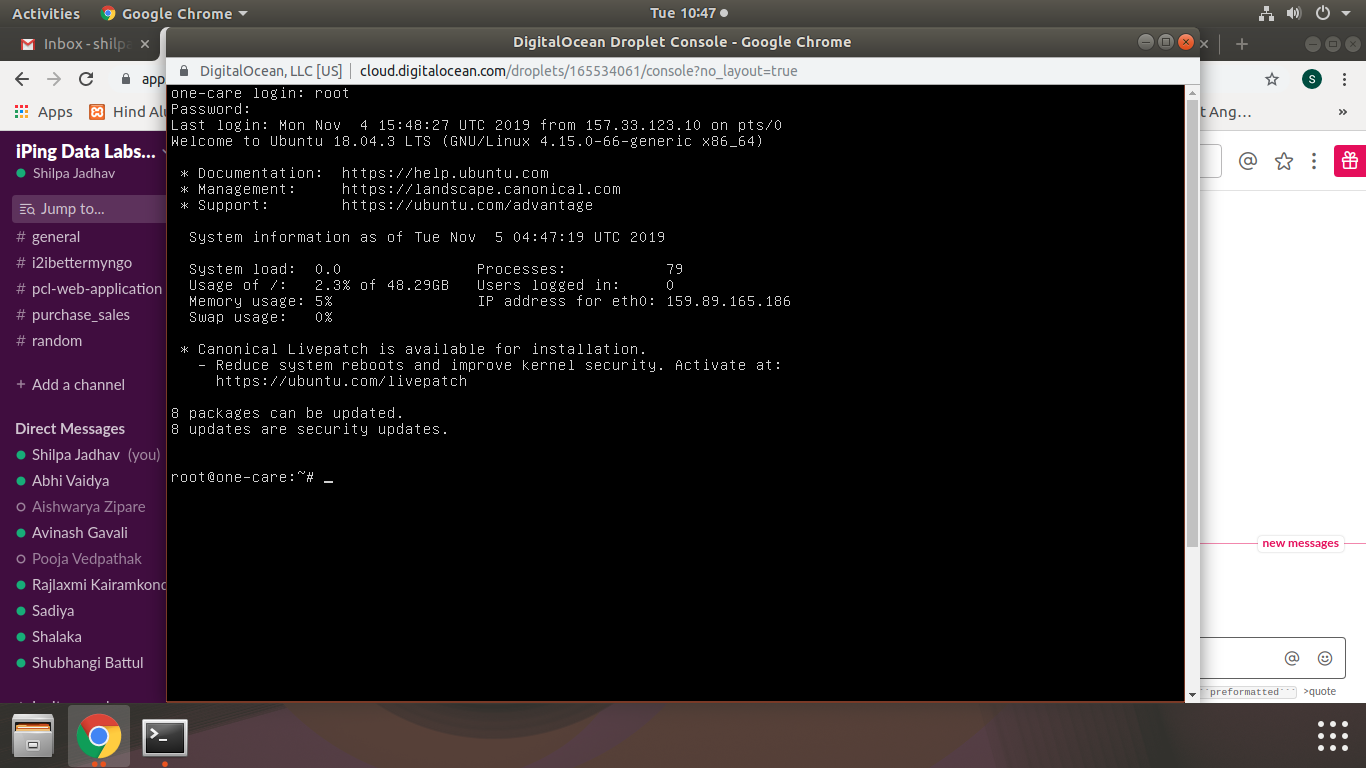 Activities
Google Chrome
Tue 10:47
Inbox - shilpa
DigitalOcean Droplet Console - Google Chrome
DigitalOcean, LLC [US]
cloud.digitalocean.com/droplets/165534061/console?no_layout=true
app
Apps
Hind Alu
t Ang…
»
S
iPing Data Labs...
Shilpa Jadhav
Jump to...
# general
# i2ibettermyngo
# pcl-web-application
# purchase_sales
# random
+ Add a channel
Direct Messages
Shilpa Jadhav (you)
Abhi Vaidya
Aishwarya Zipare
Avinash Gavali
Pooja Vedpathak
Rajlaxmi Kairamkond
Sadiya
Shalaka
Shubhangi Battul
one-care login: root
Password:
Last login: Mon Nov  4 15:48:27 UTC 2019 from 157.33.123.10 on pts/0
Welcome to Ubuntu 18.04.3 LTS (GNU/Linux 4.15.0-66-generic x86_64)
* Documentation:  https://help.ubuntu.com
* Management:     https://landscape.canonical.com
* Support:        https://ubuntu.com/advantage
System information as of Tue Nov  5 04:47:19 UTC 2019
System load:  0.0               Processes:           79
Usage of /:   2.3% of 48.29GB   Users logged in:     0
Memory usage: 5%                IP address for eth0: 159.89.165.186
Swap usage:   0%
* Canonical Livepatch is available for installation.
- Reduce system reboots and improve kernel security. Activate at:
https://ubuntu.com/livepatch
8 packages can be updated.
8 updates are security updates.
root@one-care:~# _
new messages
```preformatted``` >quote